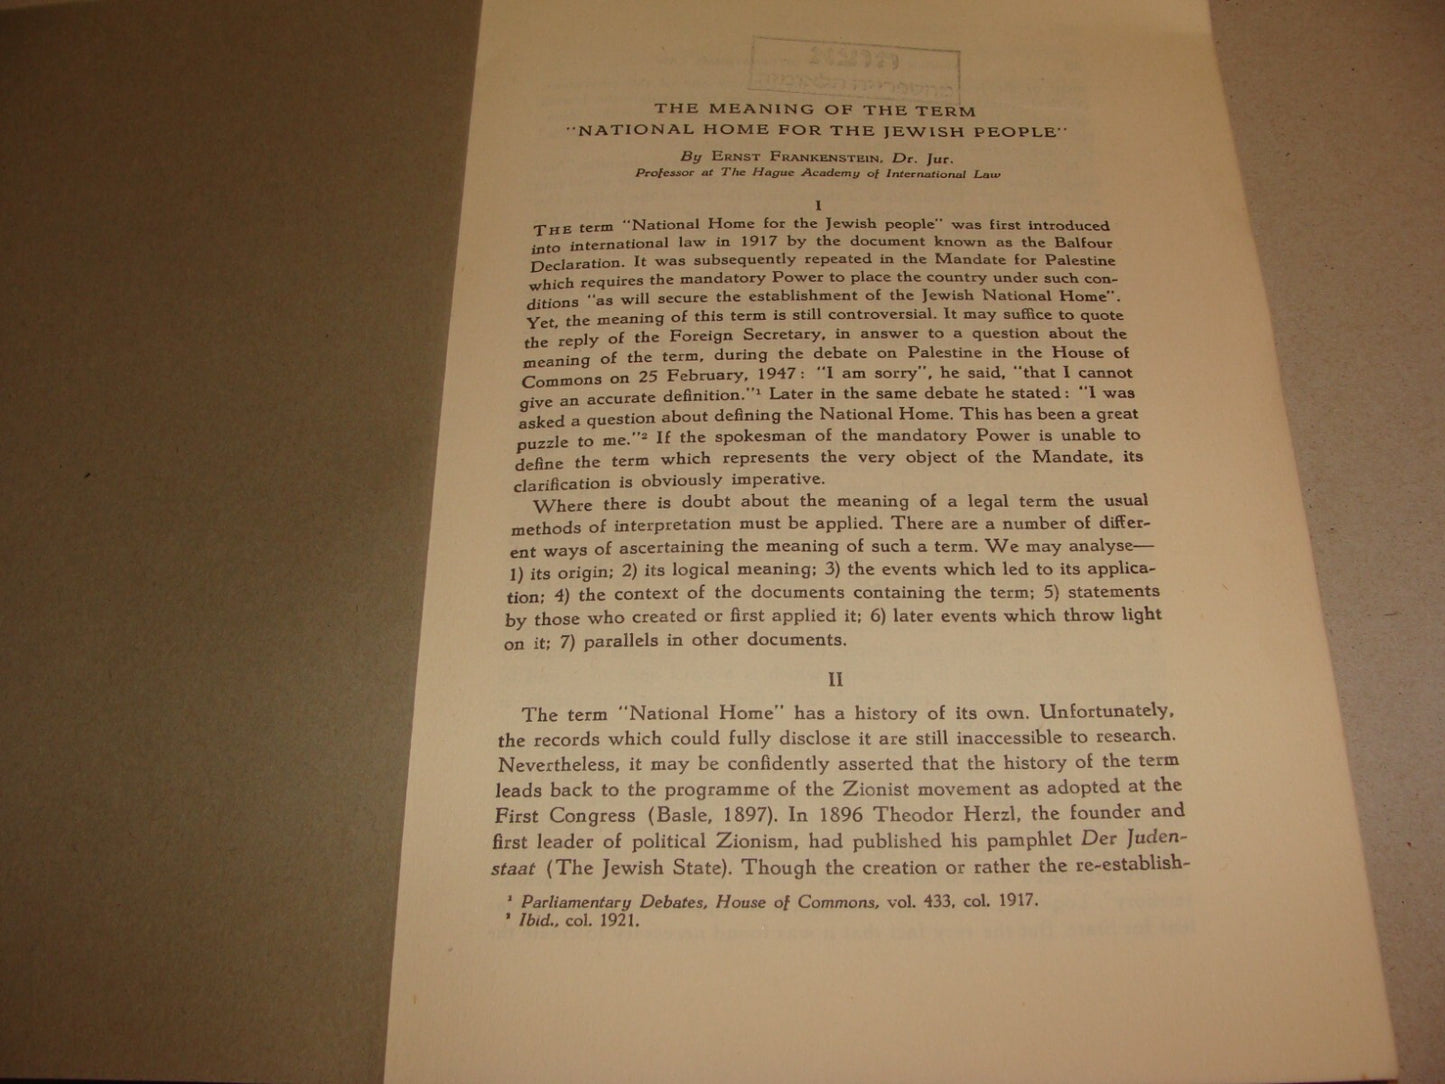 THE MEANING OF THE TERM
"NATIONAL HOME FOR THE JEWISH PEOPLE"
By ERNST FRANKENSTEIN, Dr. Jur.
Professor at The Hague Academy of International Law
I
THE term "National Home for the Jewish people" was first introduced
into international law in 1917 by the document known as the Balfour
Declaration. It was subsequently repeated in the Mandate for Palestine
which requires the mandatory Power to place the country under such con-
ditions "as will secure the establishment of the Jewish National Home".
Yet, the meaning of this term is still controversial. It may suffice to quote
the reply of the Foreign Secretary, in answer to a question about the
meaning of the term, during the debate on Palestine in the House of
Commons on 25 February, 1947: "I am sorry", he said, "that I cannot
give an accurate definition."¹ Later in the same debate he stated: "I was
asked a question about defining the National Home. This has been a great
puzzle to me."² If the spokesman of the mandatory Power is unable to
define the term which represents the very object of the Mandate, its
clarification is obviously imperative.
Where there is doubt about the meaning of a legal term the usual
methods of interpretation must be applied. There are a number of differ-
ent ways of ascertaining the meaning of such a term. We may analyse—
1) its origin; 2) its logical meaning; 3) the events which led to its applica-
tion; 4) the context of the documents containing the term; 5) statements
by those who created or first applied it; 6) later events which throw light
on it; 7) parallels in other documents.
II
The term "National Home" has a history of its own. Unfortunately,
the records which could fully disclose it are still inaccessible to research.
Nevertheless, it may be confidently asserted that the history of the term
leads back to the programme of the Zionist movement as adopted at the
First Congress (Basle, 1897). In 1896 Theodor Herzl, the founder and
first leader of political Zionism, had published his pamphlet Der Juden-
staat (The Jewish State). Though the creation or rather the re-establish-
¹ Parliamentary Debates, House of Commons, vol. 433, col. 1917.
² Ibid., col. 1921.